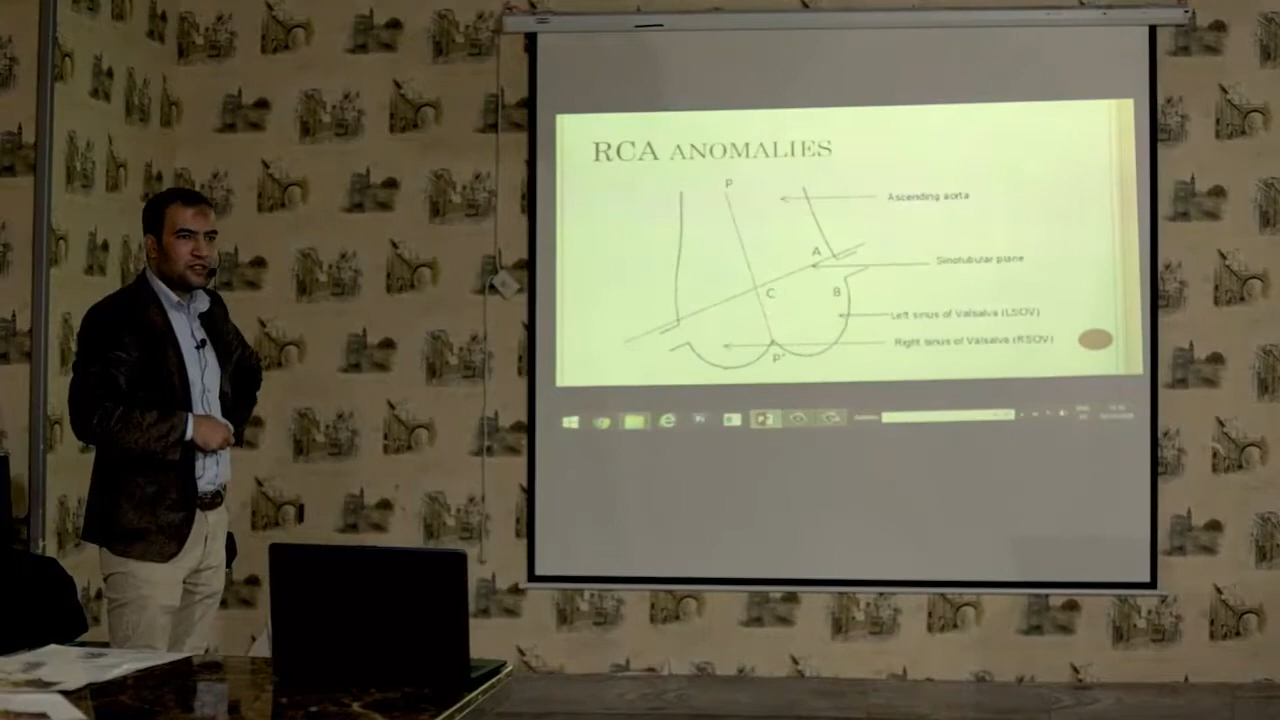 RCA ANOMALIES
P
Ascending aorta
A
Sinotubular plane
C
B
Left sinus of Valsalva (LSOV)
Right sinus of Valsalva (RSOV)
P'